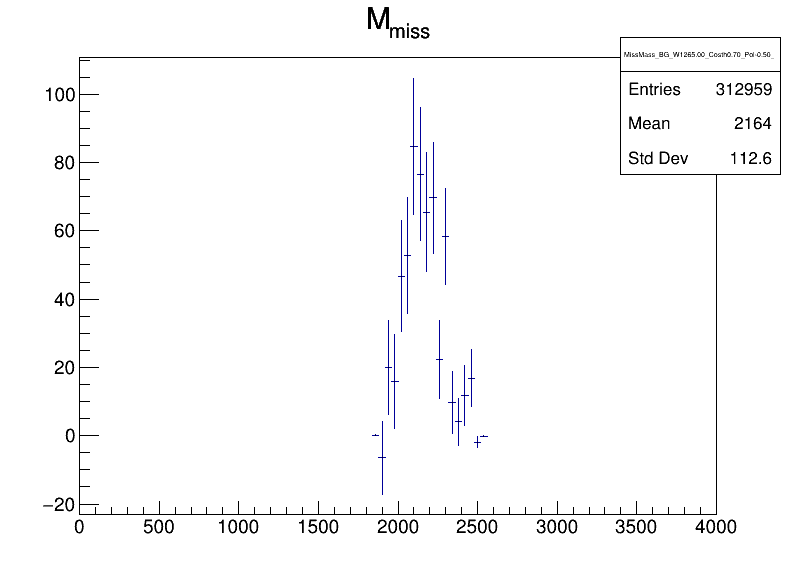 M_miss
MissMass_BG_W1265.00_Costh0.70_Pol-0.50_
Entries 312959
Mean 2164
Std Dev 112.6
100
80
60
40
20
0
−20
0 500 1000 1500 2000 2500 3000 3500 4000